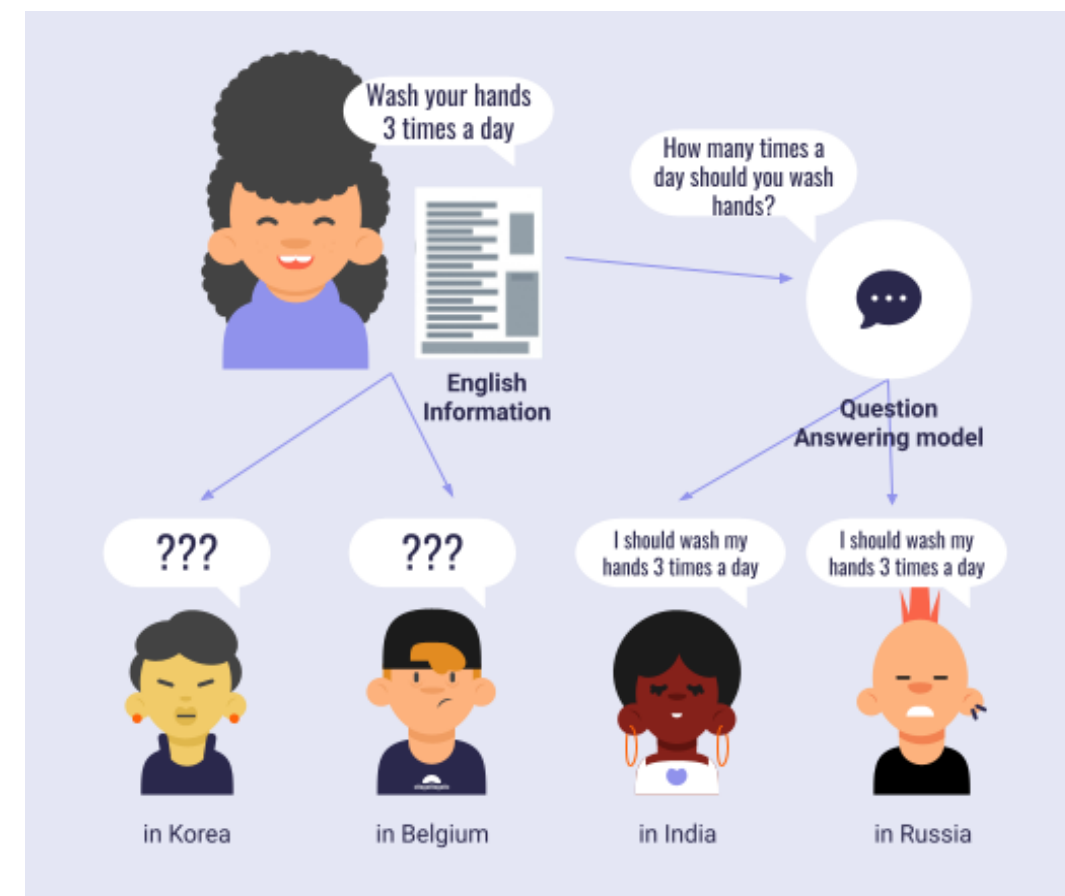 Wash your hands
3 times a day
How many times a
day should you wash
hands?
English
Information
Question
Answering model
???
???
I should wash my
hands 3 times a day
I should wash my
hands 3 times a day
in Korea
in Belgium
in India
in Russia